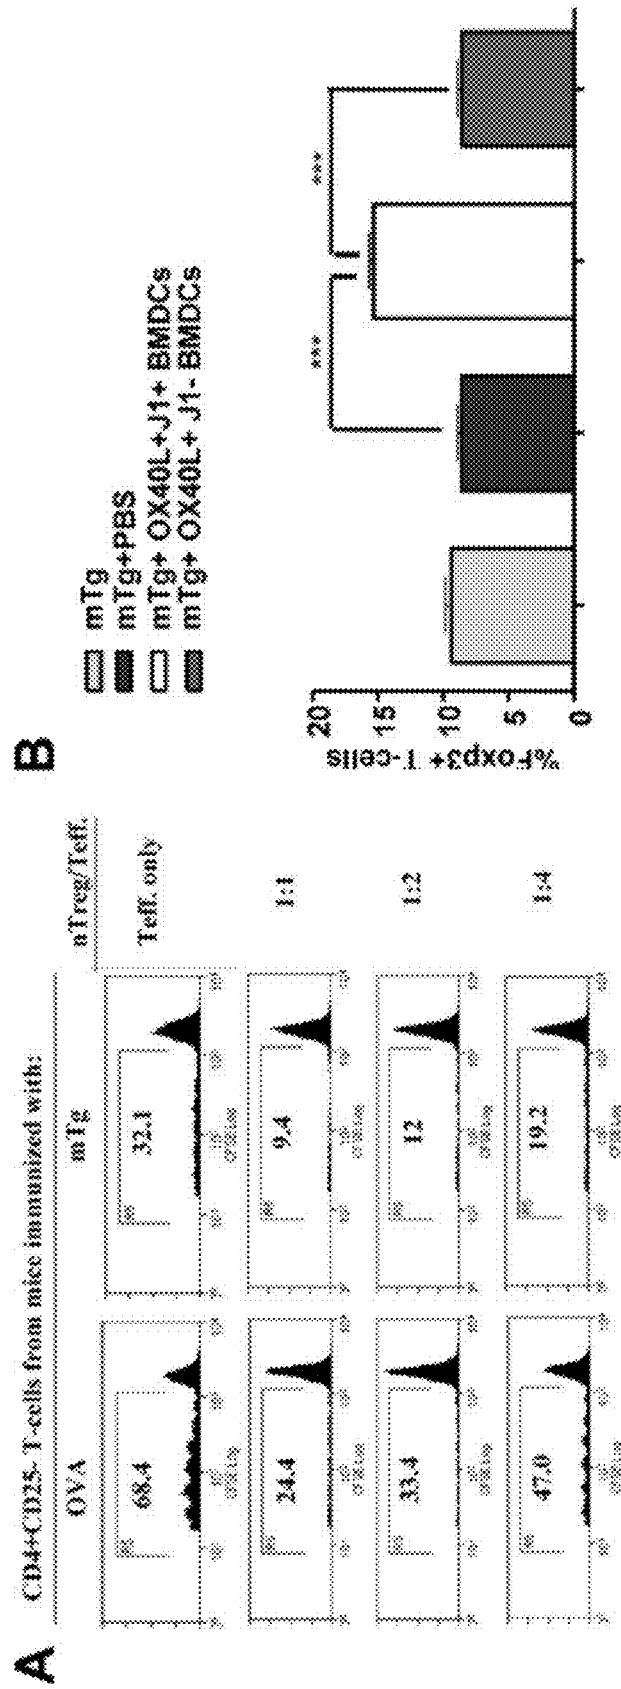 A
CD4+CD25- T-cells from mice immunized with:
OVA mTg nTreg/Teff.
68.4 32.1 Teff. only
24.4 9.4 1:1
33.4 12 1:2
47.0 19.2 1:4
B
mTg
mTg+PBS
mTg+ OX40L+J1+ BMDCs
mTg+ OX40L+ J1- BMDCs
%Foxp3+ T-cells
20
15
10
5
0
*** ***